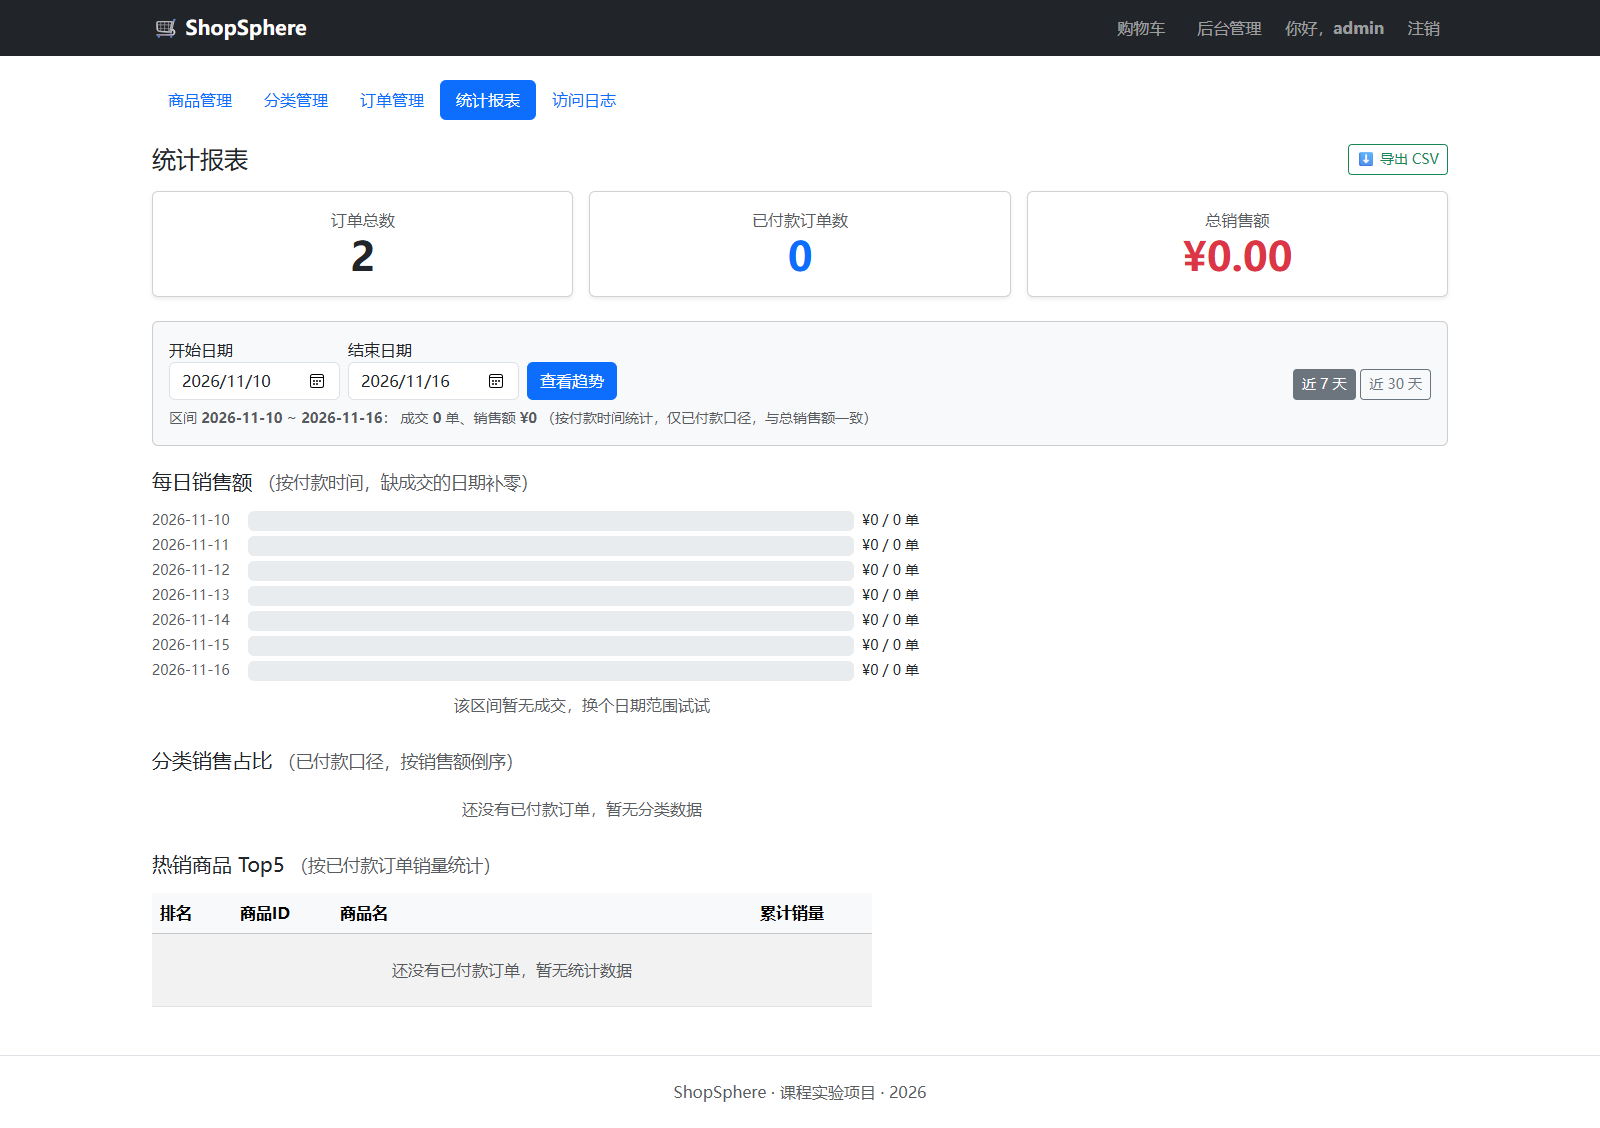 ShopSphere
购物车 后台管理 你好，admin 注销
商品管理 分类管理 订单管理 统计报表 访问日志
统计报表
导出 CSV
订单总数
2
已付款订单数
0
总销售额
¥0.00
开始日期 结束日期
2026/11/10 2026/11/16 查看趋势 近 7 天 近 30 天
区间 2026-11-10 ~ 2026-11-16： 成交 0 单、销售额 ¥0 （按付款时间统计，仅已付款口径，与总销售额一致）
每日销售额 （按付款时间，缺成交的日期补零）
2026-11-10 ¥0 / 0 单
2026-11-11 ¥0 / 0 单
2026-11-12 ¥0 / 0 单
2026-11-13 ¥0 / 0 单
2026-11-14 ¥0 / 0 单
2026-11-15 ¥0 / 0 单
2026-11-16 ¥0 / 0 单
该区间暂无成交，换个日期范围试试
分类销售占比 （已付款口径，按销售额倒序）
还没有已付款订单，暂无分类数据
热销商品 Top5 （按已付款订单销量统计）
排名 商品ID 商品名 累计销量
还没有已付款订单，暂无统计数据
ShopSphere · 课程实验项目 · 2026